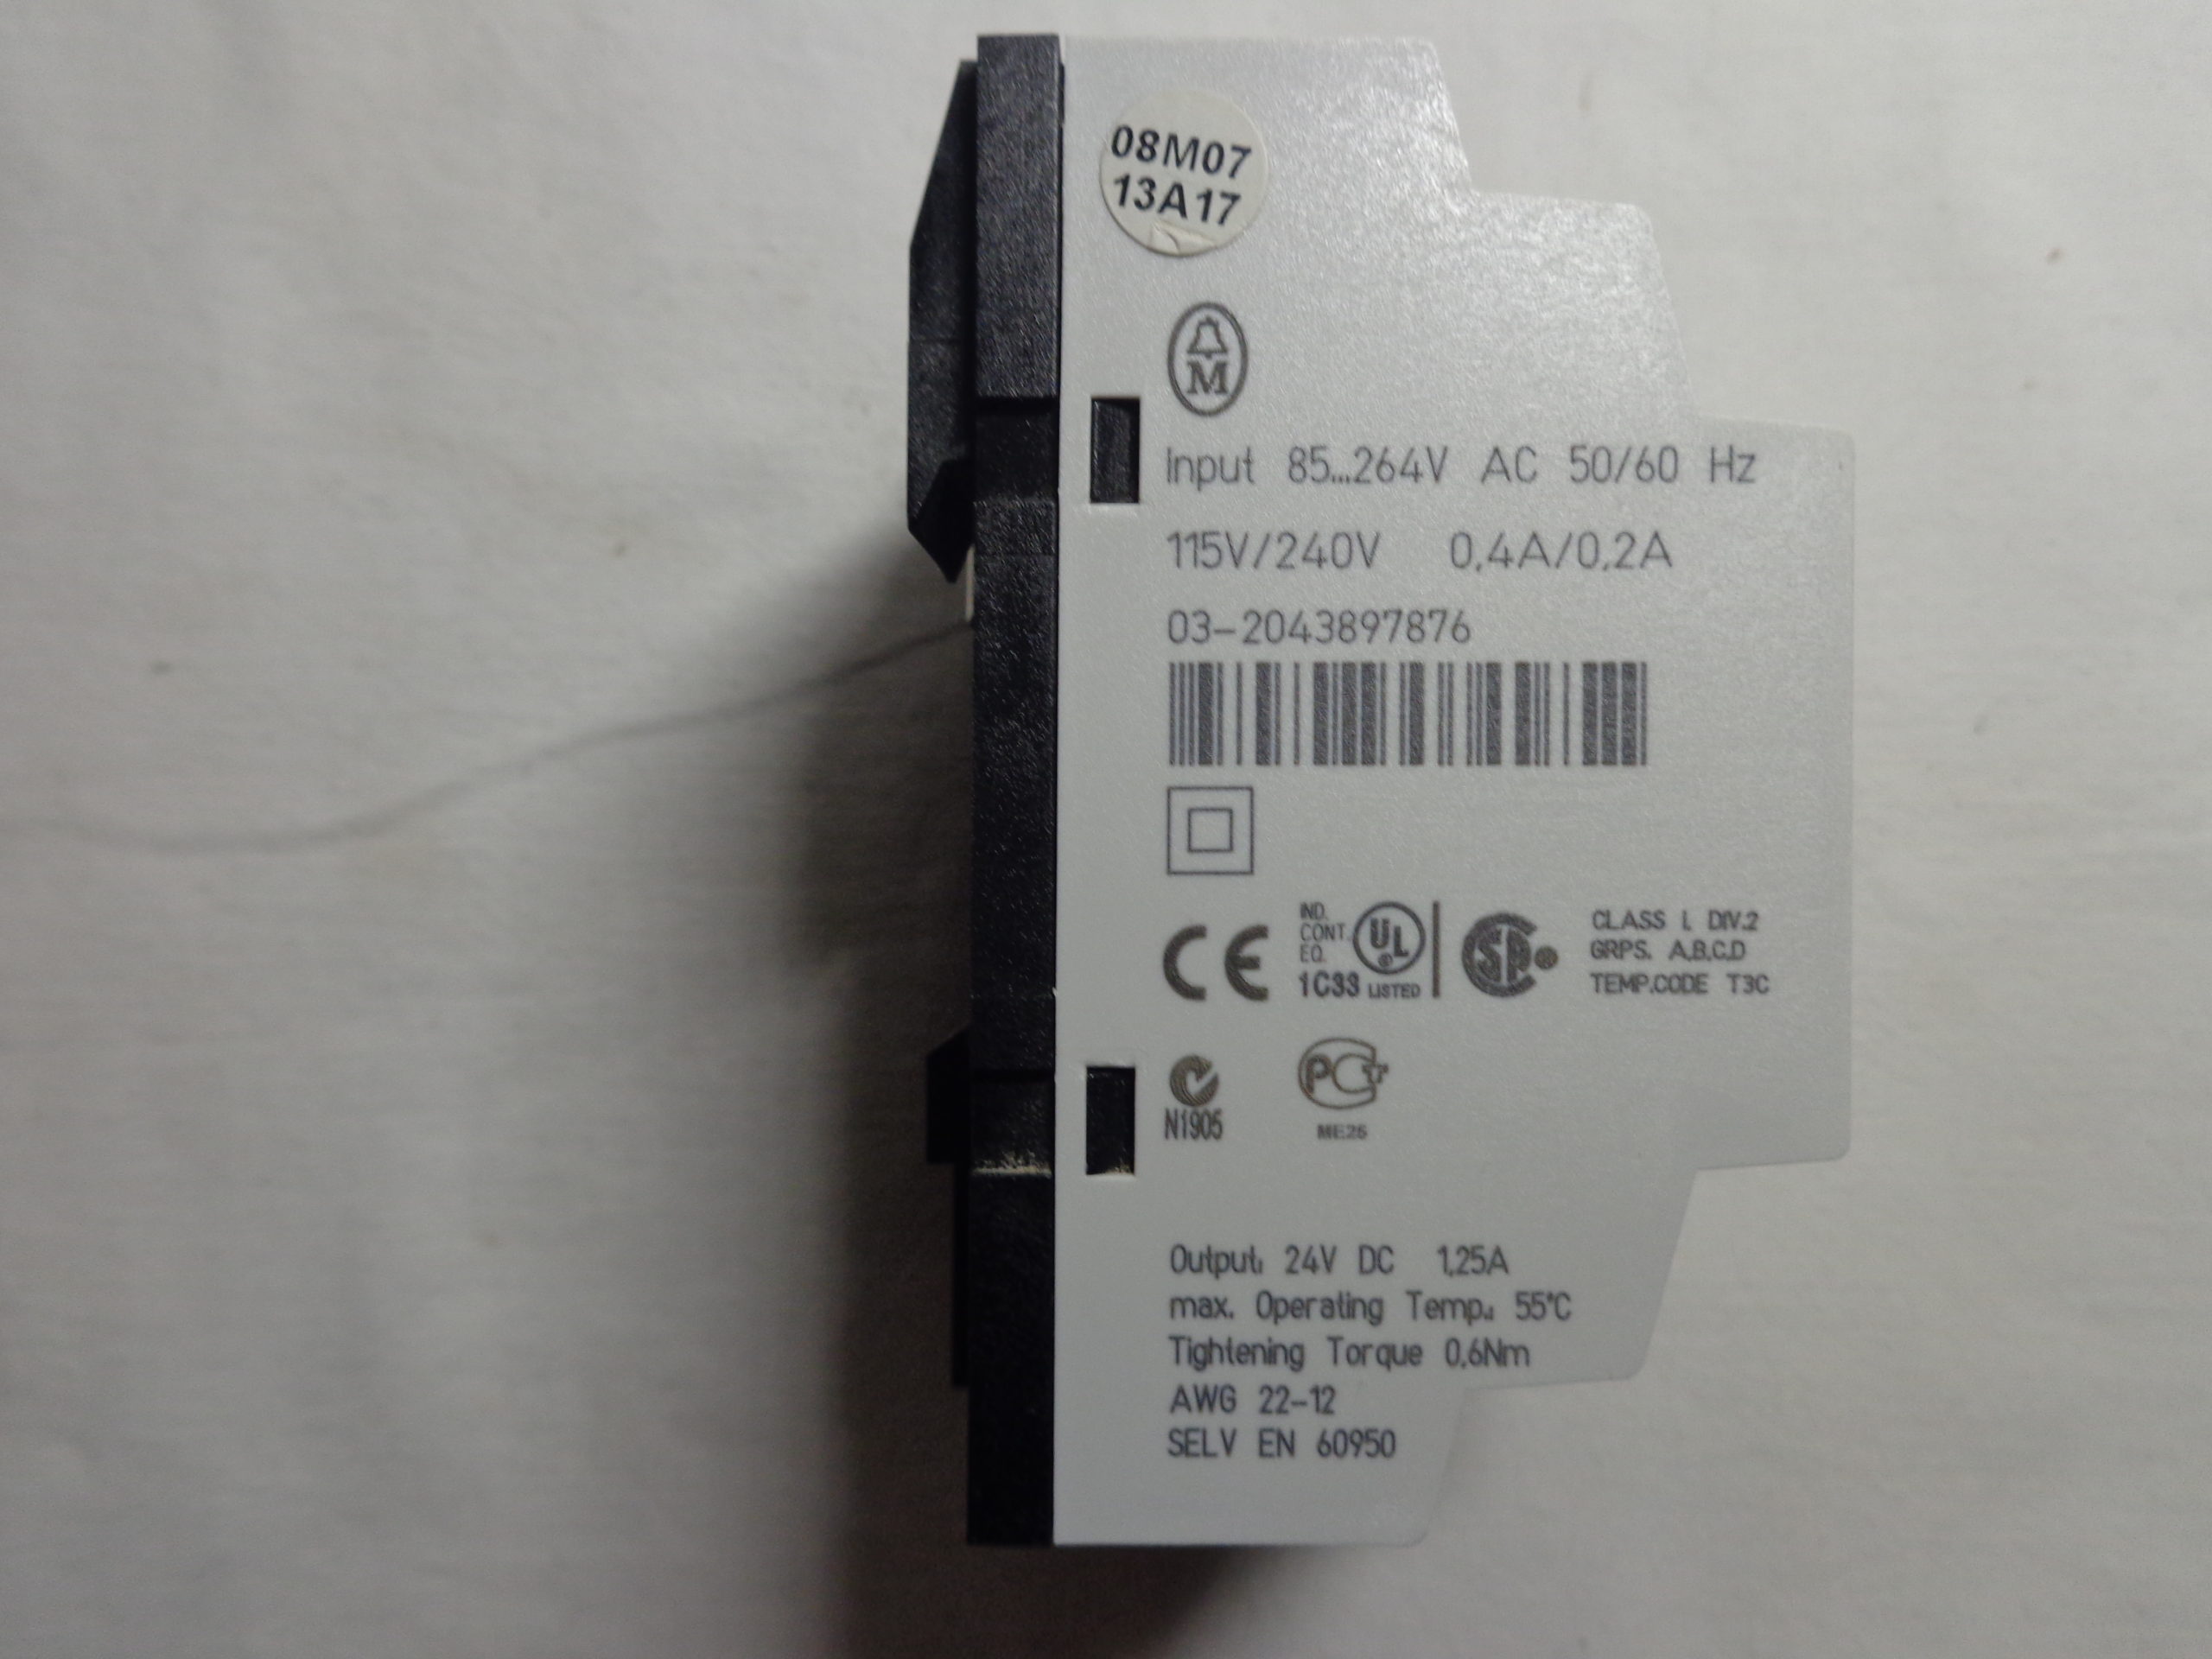 08M07
13A17
M
Input 85...264V AC 50/60 Hz
115V/240V 0,4A/0,2A
03-2043897876
CE
IND.
CONT.
EQ.
1C33
UL
LISTED
CLASS I, DIV.2
GRPS. A,B,C,D
TEMP.CODE T3C
N1905
ME25
Output: 24V DC 1,25A
max. Operating Temp.: 55°C
Tightening Torque 0,6Nm
AWG 22-12
SELV EN 60950